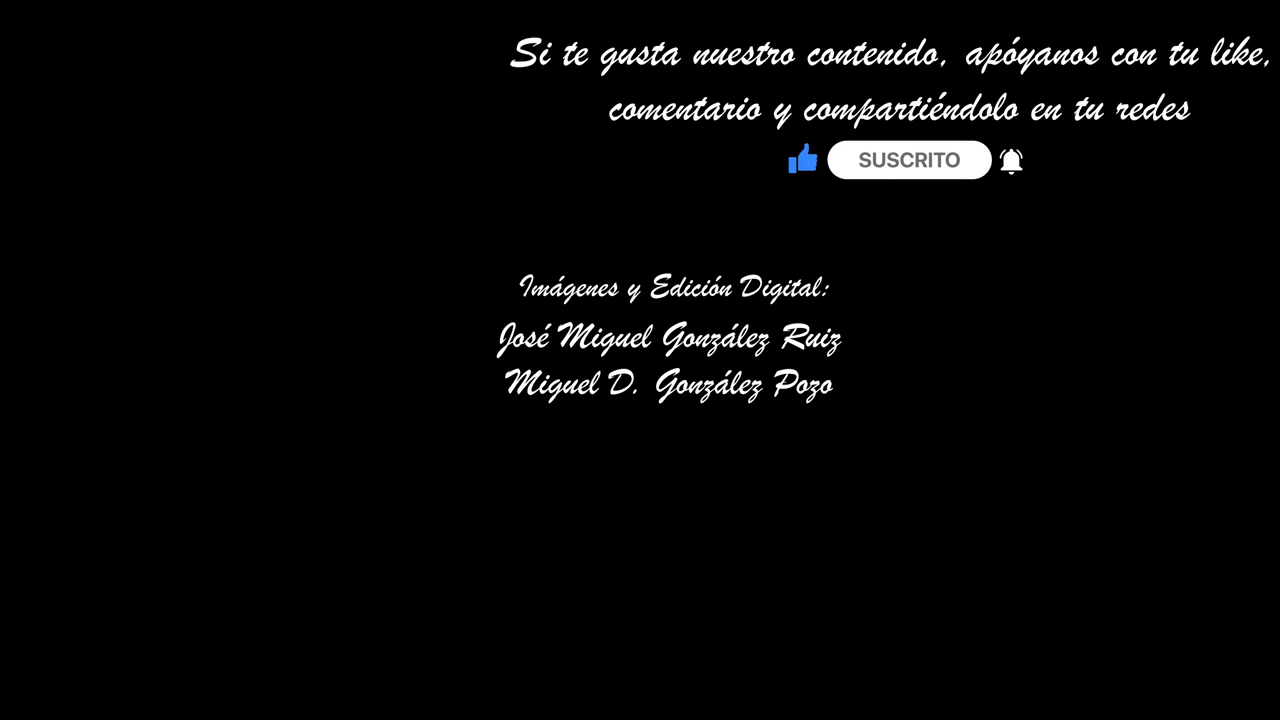 Si te gusta nuestro contenido, apóyanos con tu like,
comentario y compartiéndolo en tu redes
SUSCRITO
Imágenes y Edición Digital:
José Miguel González Ruiz
Miguel D. González Pozo